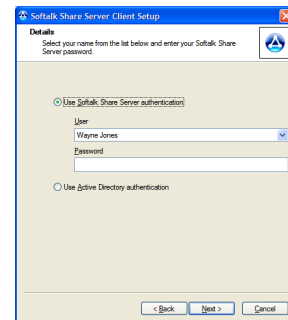 Softalk Share Server Client Setup
Details
Select your name from the list below and enter your Softalk Share
Server password.
Use Softalk Share Server authentication
User
Wayne Jones
Password
Use Active Directory authentication
< Back
Next >
Cancel